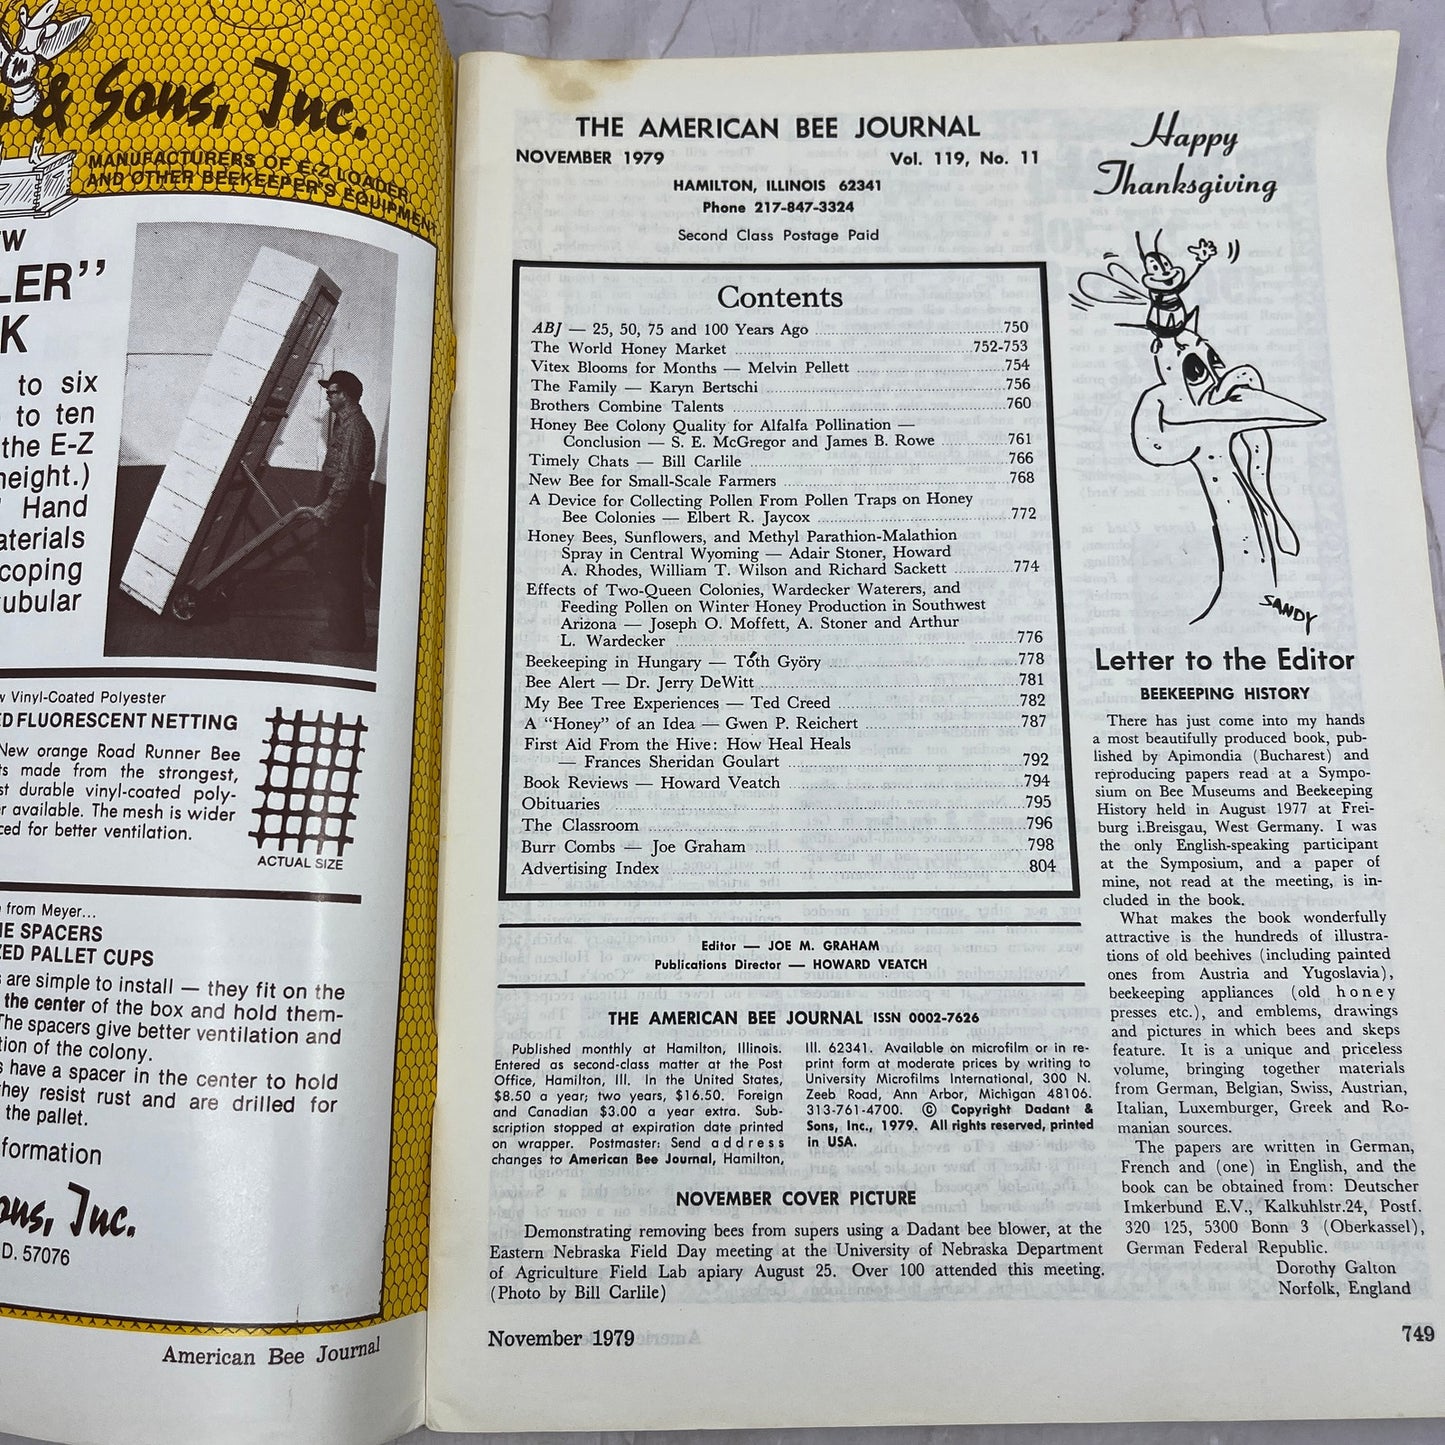 & Sons, Inc.
MANUFACTURERS OF E-Z LOADER
AND OTHER BEEKEEPER'S EQUIPMENT
LER"
K
to six
to ten
the E-Z
height.)
Hand
coping
Vinyl-Coated Polyester
FLUORESCENT NETTING
New orange Road Runner Bee
made from the strongest,
durable vinyl-coated poly-
available. The mesh is wider
for better ventilation.
ACTUAL SIZE
from Meyer...
SPACERS
PALLET CUPS
are simple to install — they fit on the
the center of the box and hold them-
The spacers give better ventilation and
of the colony.
have a spacer in the center to hold
they resist rust and are drilled for
the pallet.
Inc.
D. 57076
American Bee Journal
THE AMERICAN BEE JOURNAL
NOVEMBER 1979 Vol. 119, No. 11
HAMILTON, ILLINOIS 62341
Phone 217-847-3324
Second Class Postage Paid
Contents
ABJ — 25, 50, 75 and 100 Years Ago 750
The World Honey Market 752-753
Vitex Blooms for Months — Melvin Pellett 754
The Family — Karyn Bertschi 756
Brothers Combine Talents 760
Honey Bee Colony Quality for Alfalfa Pollination —
Conclusion — S. E. McGregor and James B. Rowe 761
Timely Chats — Bill Carlile 766
New Bee for Small-Scale Farmers 768
A Device for Collecting Pollen From Pollen Traps on Honey
Bee Colonies — Elbert R. Jaycox 772
Honey Bees, Sunflowers, and Methyl Parathion-Malathion
Spray in Central Wyoming — Adair Stoner, Howard
A. Rhodes, William T. Wilson and Richard Sackett 774
Effects of Two-Queen Colonies, Wardecker Waterers, and
Feeding Pollen on Winter Honey Production in Southwest
Arizona — Joseph O. Moffett, A. Stoner and Arthur
L. Wardecker 776
Beekeeping in Hungary — Tóth Györy 778
Bee Alert — Dr. Jerry DeWitt 781
My Bee Tree Experiences — Ted Creed 782
A "Honey" of an Idea — Gwen P. Reichert 787
First Aid From the Hive: How Heal Heals
— Frances Sheridan Goulart 792
Book Reviews — Howard Veatch 794
Obituaries 795
The Classroom 796
Burr Combs — Joe Graham 798
Advertising Index 804
Editor — JOE M. GRAHAM
Publications Director — HOWARD VEATCH
THE AMERICAN BEE JOURNAL ISSN 0002-7626
Published monthly at Hamilton, Illinois.
Entered as second-class matter at the Post
Office, Hamilton, Ill. In the United States,
$8.50 a year; two years, $16.50. Foreign
and Canadian $3.00 a year extra. Sub-
scription stopped at expiration date printed
on wrapper. Postmaster: Send address
changes to American Bee Journal, Hamilton,
Ill. 62341. Available on microfilm or in re-
print form at moderate prices by writing to
University Microfilms International, 300 N.
Zeeb Road, Ann Arbor, Michigan 48106.
313-761-4700. © Copyright Dadant &
Sons, Inc., 1979. All rights reserved, printed
in USA.
NOVEMBER COVER PICTURE
Demonstrating removing bees from supers using a Dadant bee blower, at the
Eastern Nebraska Field Day meeting at the University of Nebraska Department
of Agriculture Field Lab apiary August 25. Over 100 attended this meeting.
(Photo by Bill Carlile)
November 1979
Happy
Thanksgiving
SANDY
Letter to the Editor
BEEKEEPING HISTORY
There has just come into my hands
a most beautifully produced book, pub-
lished by Apimondia (Bucharest) and
reproducing papers read at a Sympo-
sium on Bee Museums and Beekeeping
History held in August 1977 at Frei-
burg i.Breisgau, West Germany. I was
the only English-speaking participant
at the Symposium, and a paper of
mine, not read at the meeting, is in-
cluded in the book.
What makes the book wonderfully
attractive is the hundreds of illustra-
tions of old beehives (including painted
ones from Austria and Yugoslavia),
beekeeping appliances (old honey
presses etc.), and emblems, drawings
and pictures in which bees and skeps
feature. It is a unique and priceless
volume, bringing together materials
from German, Belgian, Swiss, Austrian,
Italian, Luxemburger, Greek and Ro-
manian sources.
The papers are written in German,
French and (one) in English, and the
book can be obtained from: Deutscher
Imkerbund E.V., Kalkuhlstr.24, Postf.
320 125, 5300 Bonn 3 (Oberkassel),
German Federal Republic.
Dorothy Galton
Norfolk, England
749